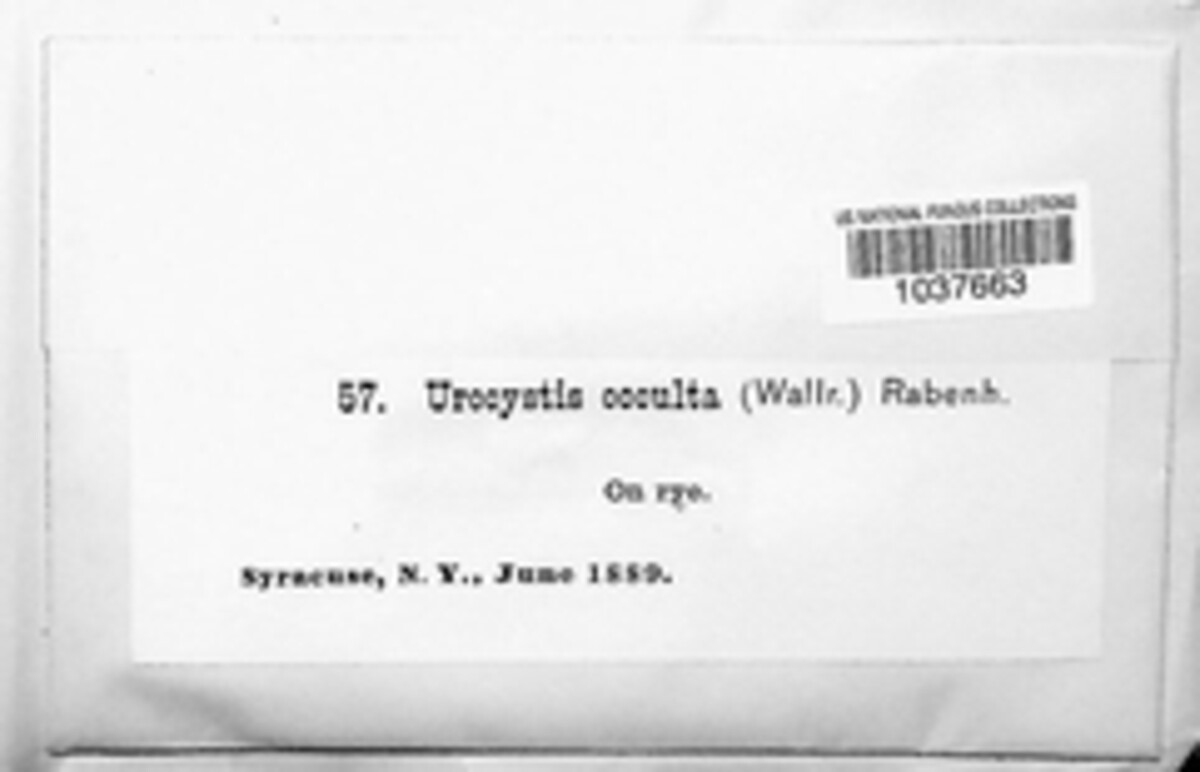 US NATIONAL FUNGUS COLLECTIONS
1037663
57. Urocystis occulta (Wallr.) Rabenh.
On rye.
Syracuse, N. Y., June 1889.